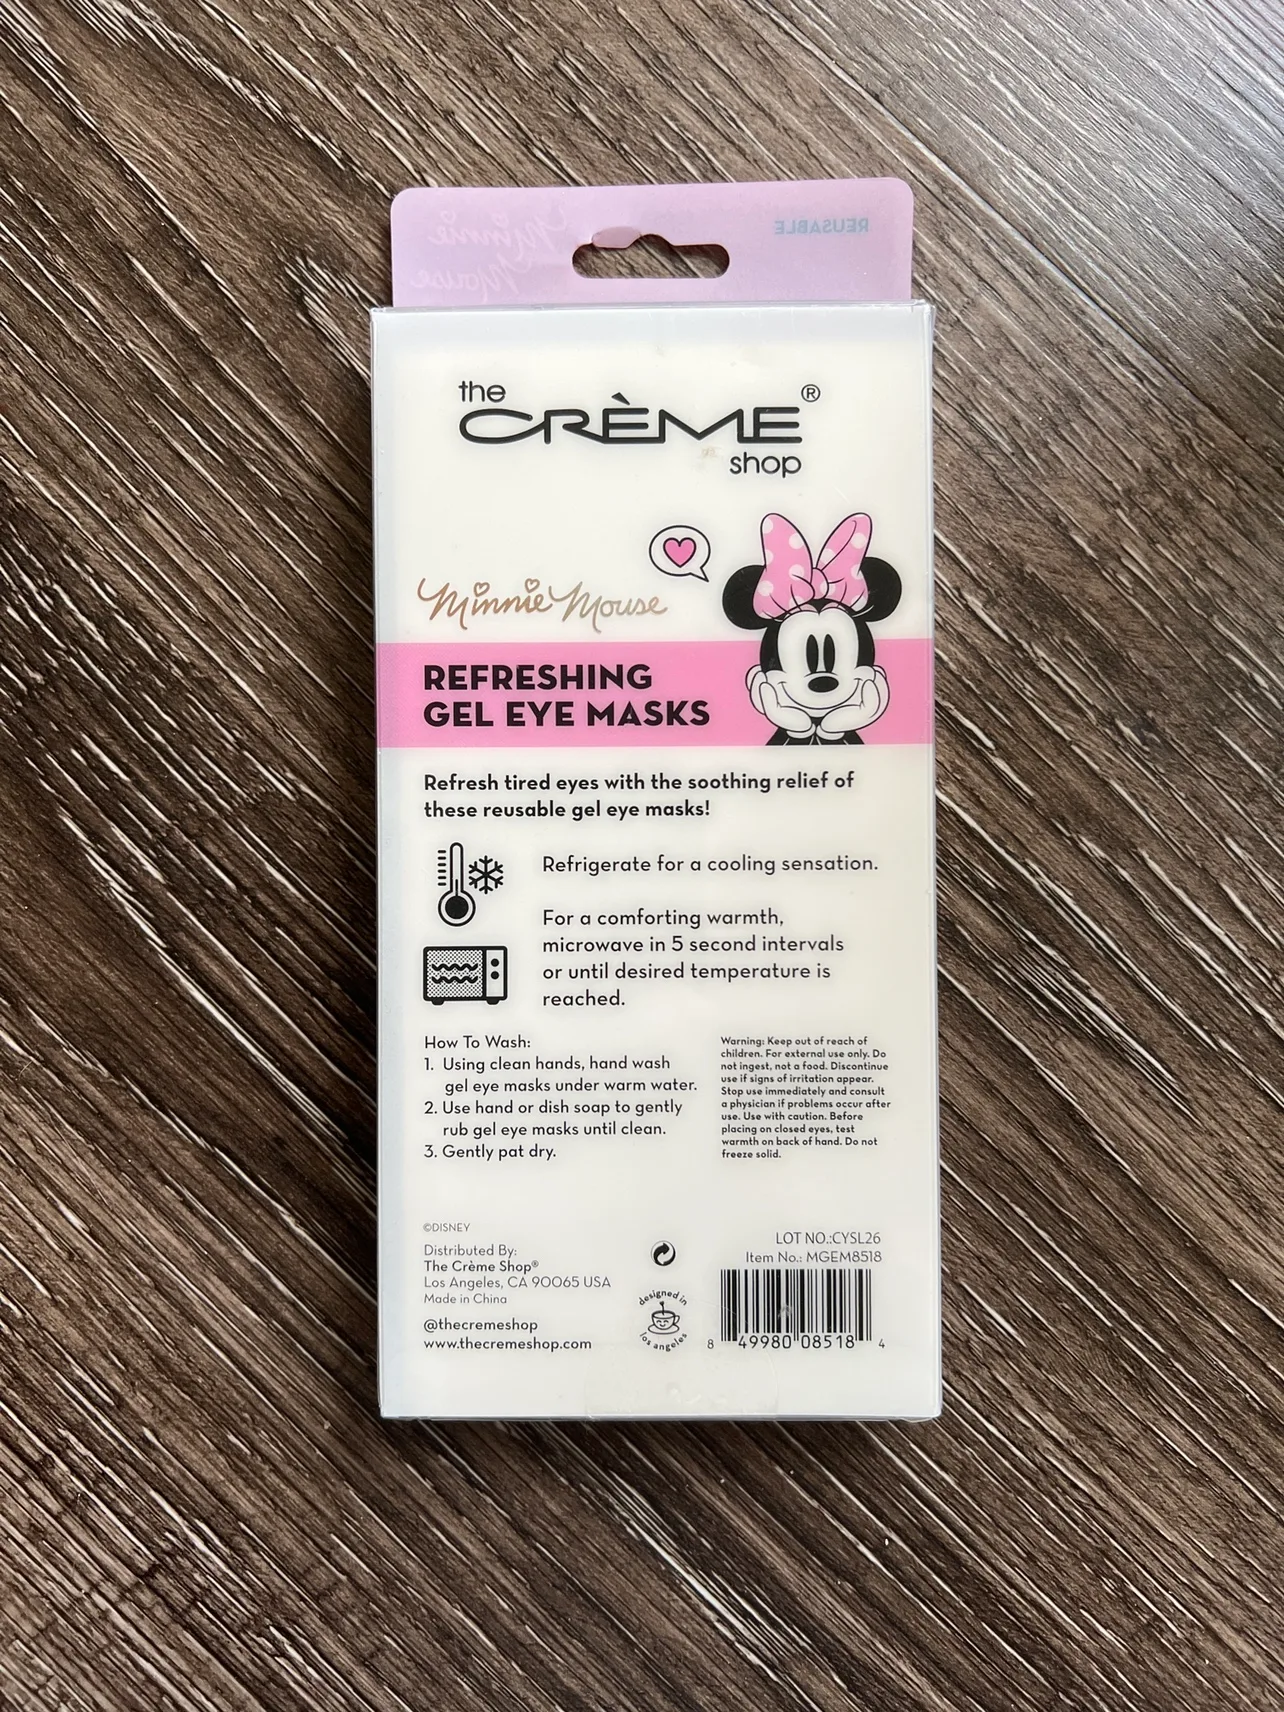 REUSABLE
Minnie
Mouse
the
CRÈME®
shop
Minnie Mouse
REFRESHING
GEL EYE MASKS
Refresh tired eyes with the soothing relief of
these reusable gel eye masks!
Refrigerate for a cooling sensation.
For a comforting warmth,
microwave in 5 second intervals
or until desired temperature is
reached.
How To Wash:
1. Using clean hands, hand wash
gel eye masks under warm water.
2. Use hand or dish soap to gently
rub gel eye masks until clean.
3. Gently pat dry.
Warning: Keep out of reach of
children. For external use only. Do
not ingest, not a food. Discontinue
use if signs of irritation appear.
Stop use immediately and consult
a physician if problems occur after
use. Use with caution. Before
placing on closed eyes, test
warmth on back of hand. Do not
freeze solid.
©DISNEY
Distributed By:
The Crème Shop®
Los Angeles, CA 90065 USA
Made in China
@thecremeshop
www.thecremeshop.com
designed in
los angeles
LOT NO.:CYSL26
Item No.: MGEM8518
8 49980 08518 4